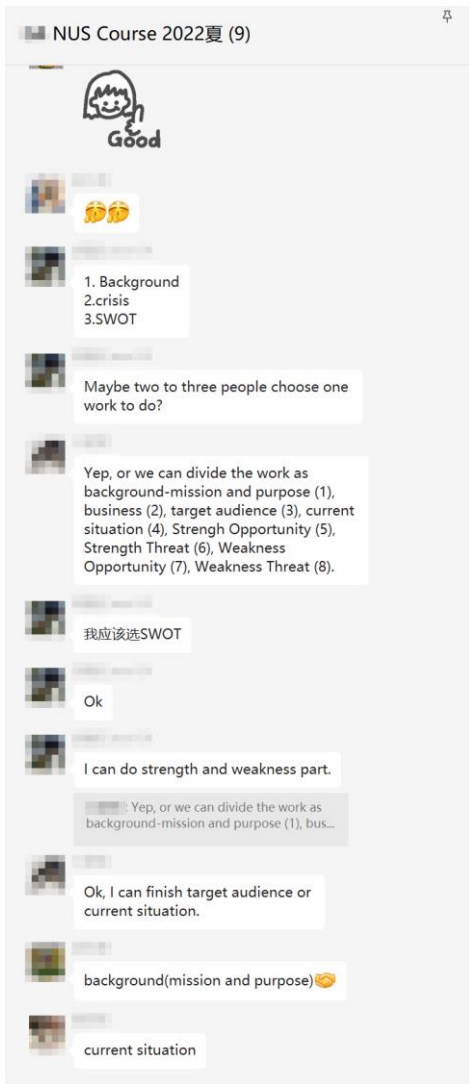 NUS Course 2022夏 (9)
Good
1. Background
2.crisis
3.SWOT
Maybe two to three people choose one
work to do?
Yep, or we can divide the work as
background-mission and purpose (1),
business (2), target audience (3), current
situation (4), Strengh Opportunity (5),
Strength Threat (6), Weakness
Opportunity (7), Weakness Threat (8).
我应该选SWOT
Ok
I can do strength and weakness part.
: Yep, or we can divide the work as
background-mission and purpose (1), bus...
Ok, I can finish target audience or
current situation.
background(mission and purpose)
current situation